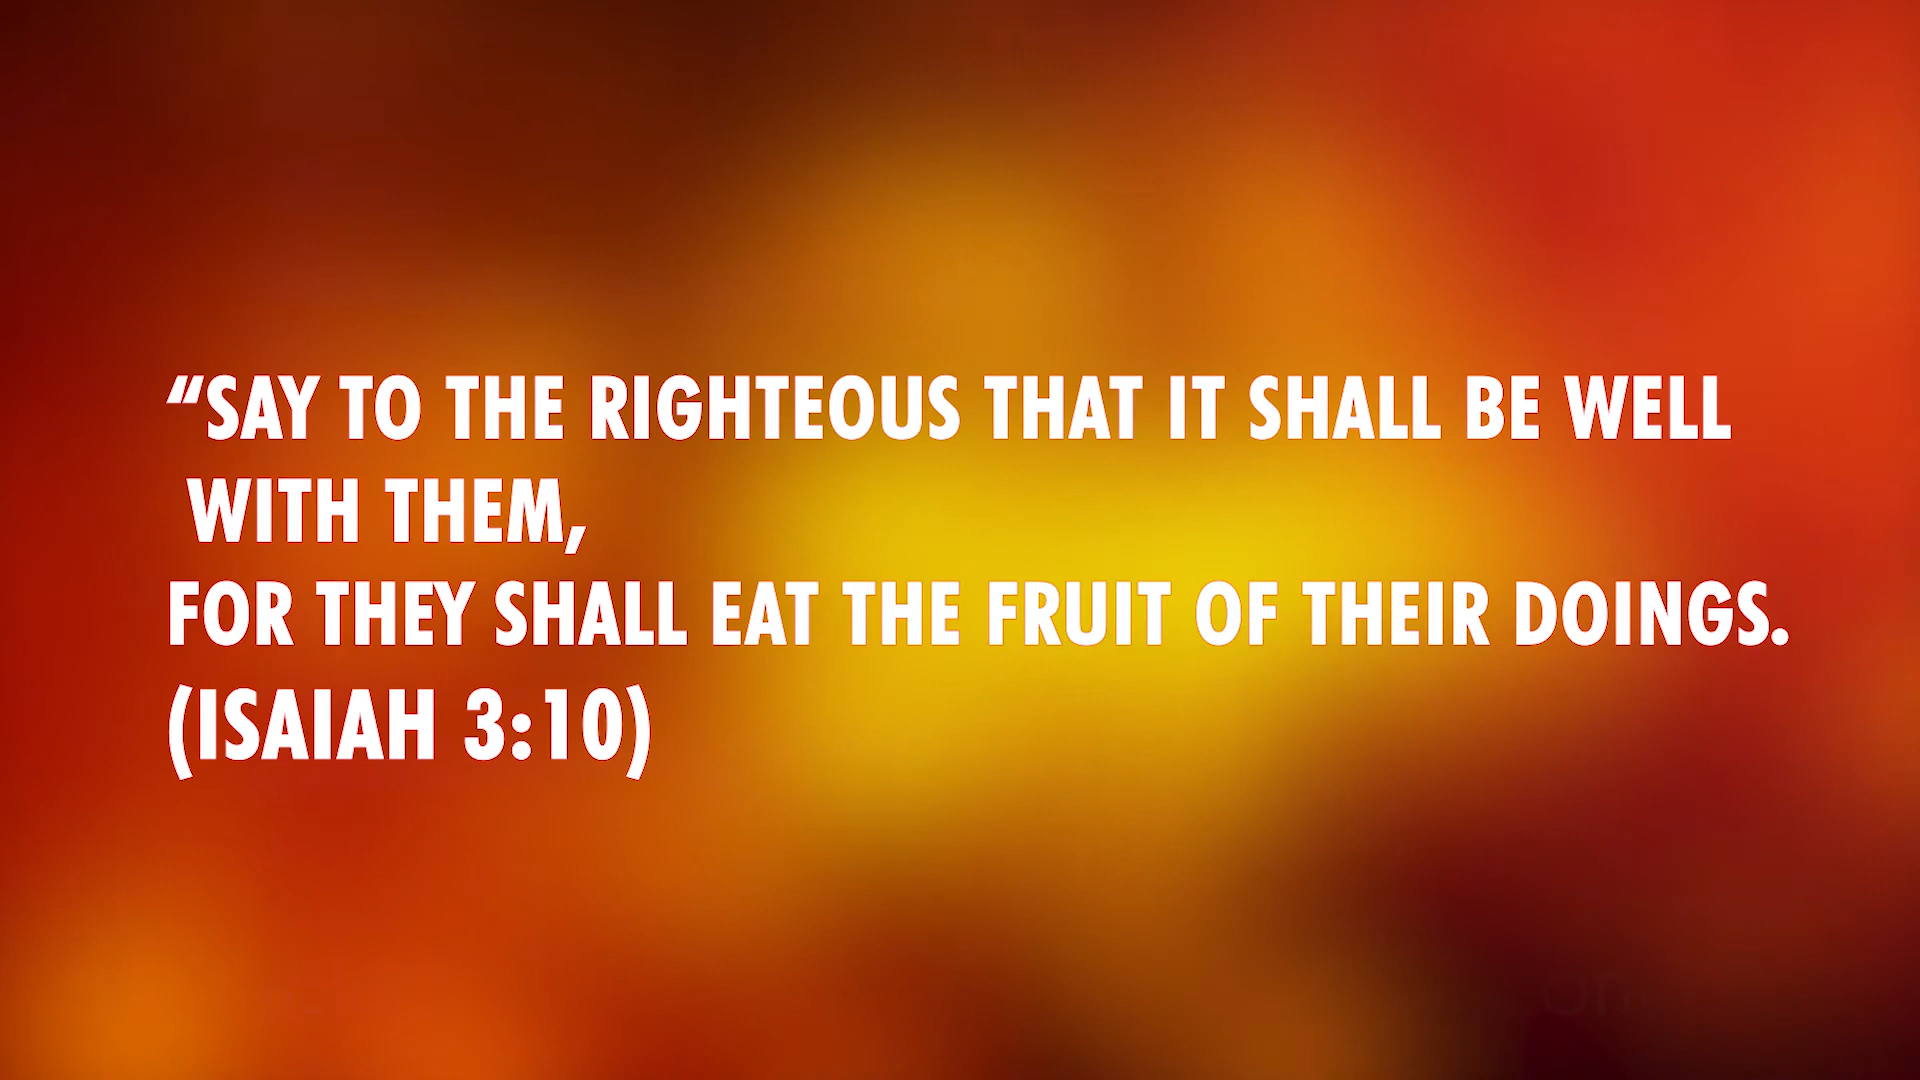 “SAY TO THE RIGHTEOUS THAT IT SHALL BE WELL
WITH THEM,
FOR THEY SHALL EAT THE FRUIT OF THEIR DOINGS.
(ISAIAH 3:10)